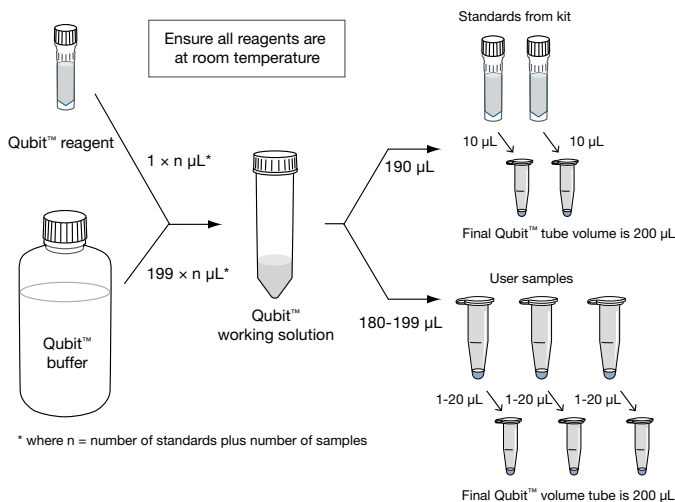 Ensure all reagents are
at room temperature
Standards from kit
Qubit™ reagent
1 × n µL*
10 µL
10 µL
190 µL
Final Qubit™ tube volume is 200 µL
199 × n µL*
Qubit™
buffer
Qubit™
working solution
User samples
180-199 µL
1-20 µL
1-20 µL
1-20 µL
* where n = number of standards plus number of samples
Final Qubit™ volume tube is 200 µL